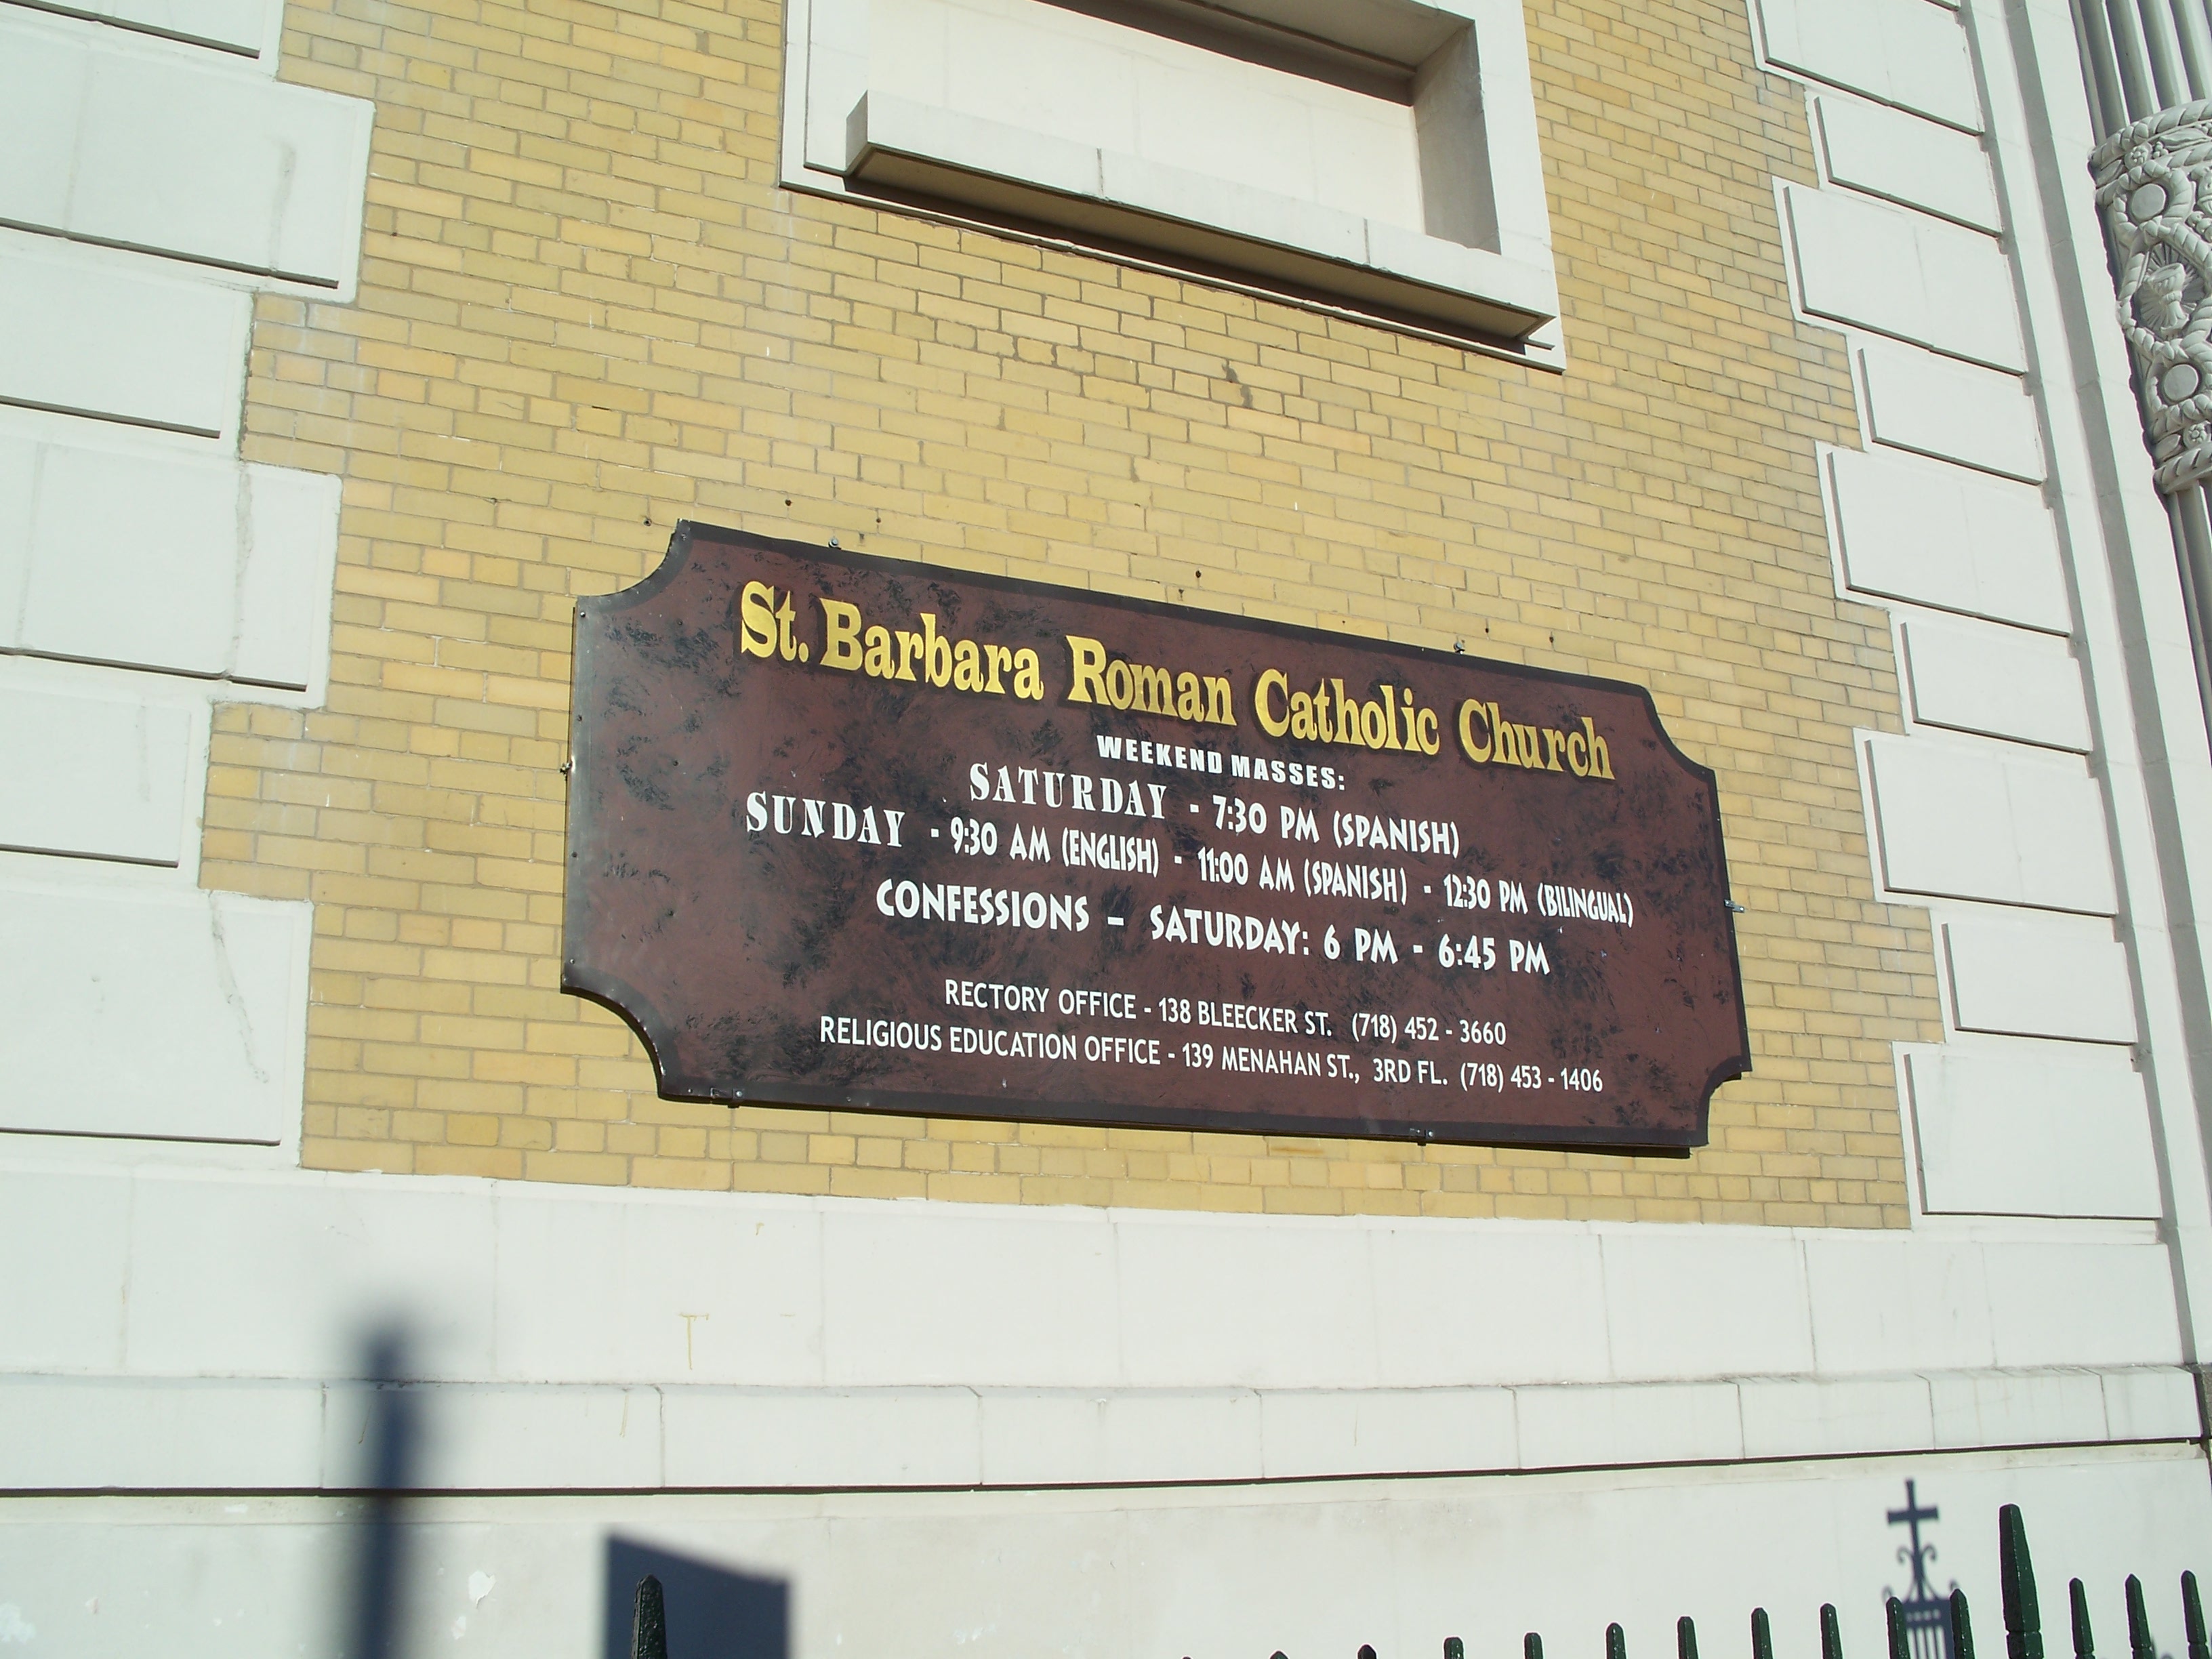 St. Barbara Roman Catholic Church
WEEKEND MASSES:
SATURDAY - 7:30 PM (SPANISH)
SUNDAY - 9:30 AM (ENGLISH) - 11:00 AM (SPANISH) - 12:30 PM (BILINGUAL)
CONFESSIONS – SATURDAY: 6 PM - 6:45 PM
RECTORY OFFICE - 138 BLEECKER ST. (718) 452 - 3660
RELIGIOUS EDUCATION OFFICE - 139 MENAHAN ST., 3RD FL. (718) 453 - 1406